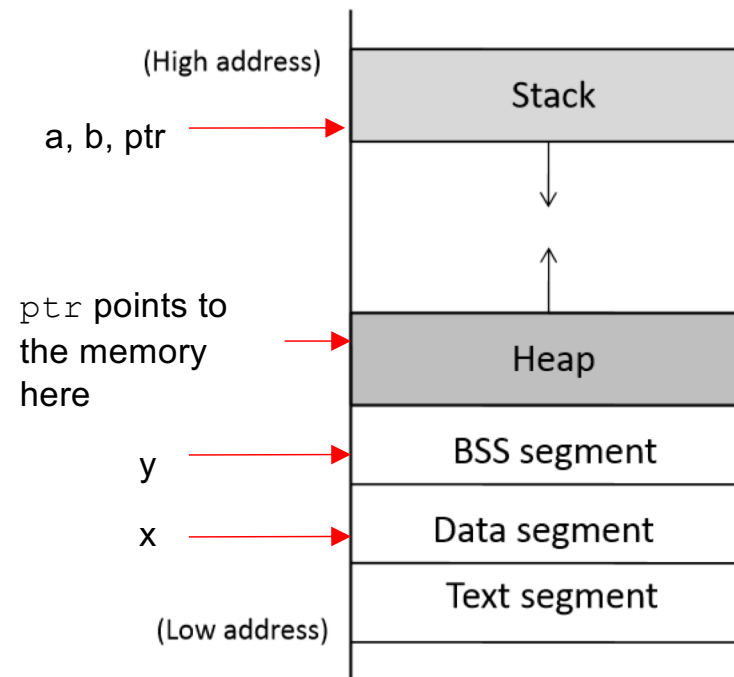 (High address)
Stack
a, b, ptr
ptr points to
the memory
here
Heap
y
BSS segment
x
Data segment
Text segment
(Low address)